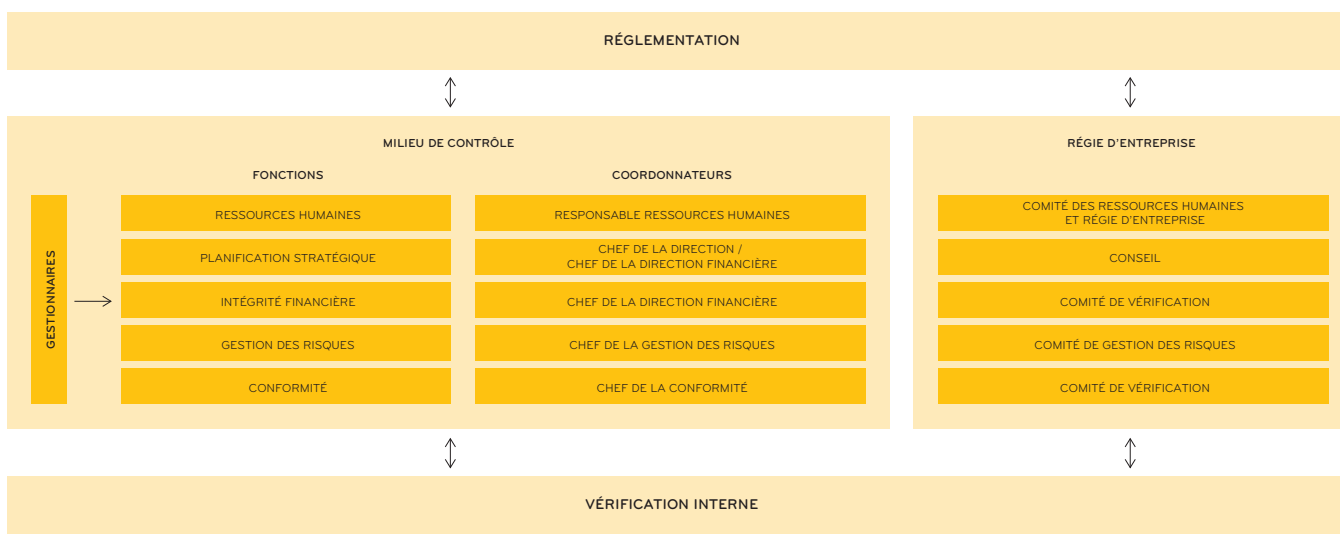 RÉGLEMENTATION
MILIEU DE CONTRÔLE
RÉGIE D'ENTREPRISE
FONCTIONS
COORDONNATEURS
GESTIONNAIRES
RESSOURCES HUMAINES
RESPONSABLE RESSOURCES HUMAINES
COMITÉ DES RESSOURCES HUMAINES
ET RÉGIE D'ENTREPRISE
PLANIFICATION STRATÉGIQUE
CHEF DE LA DIRECTION /
CHEF DE LA DIRECTION FINANCIÈRE
CONSEIL
INTÉGRITÉ FINANCIÈRE
CHEF DE LA DIRECTION FINANCIÈRE
COMITÉ DE VÉRIFICATION
GESTION DES RISQUES
CHEF DE LA GESTION DES RISQUES
COMITÉ DE GESTION DES RISQUES
CONFORMITÉ
CHEF DE LA CONFORMITÉ
COMITÉ DE VÉRIFICATION
VÉRIFICATION INTERNE